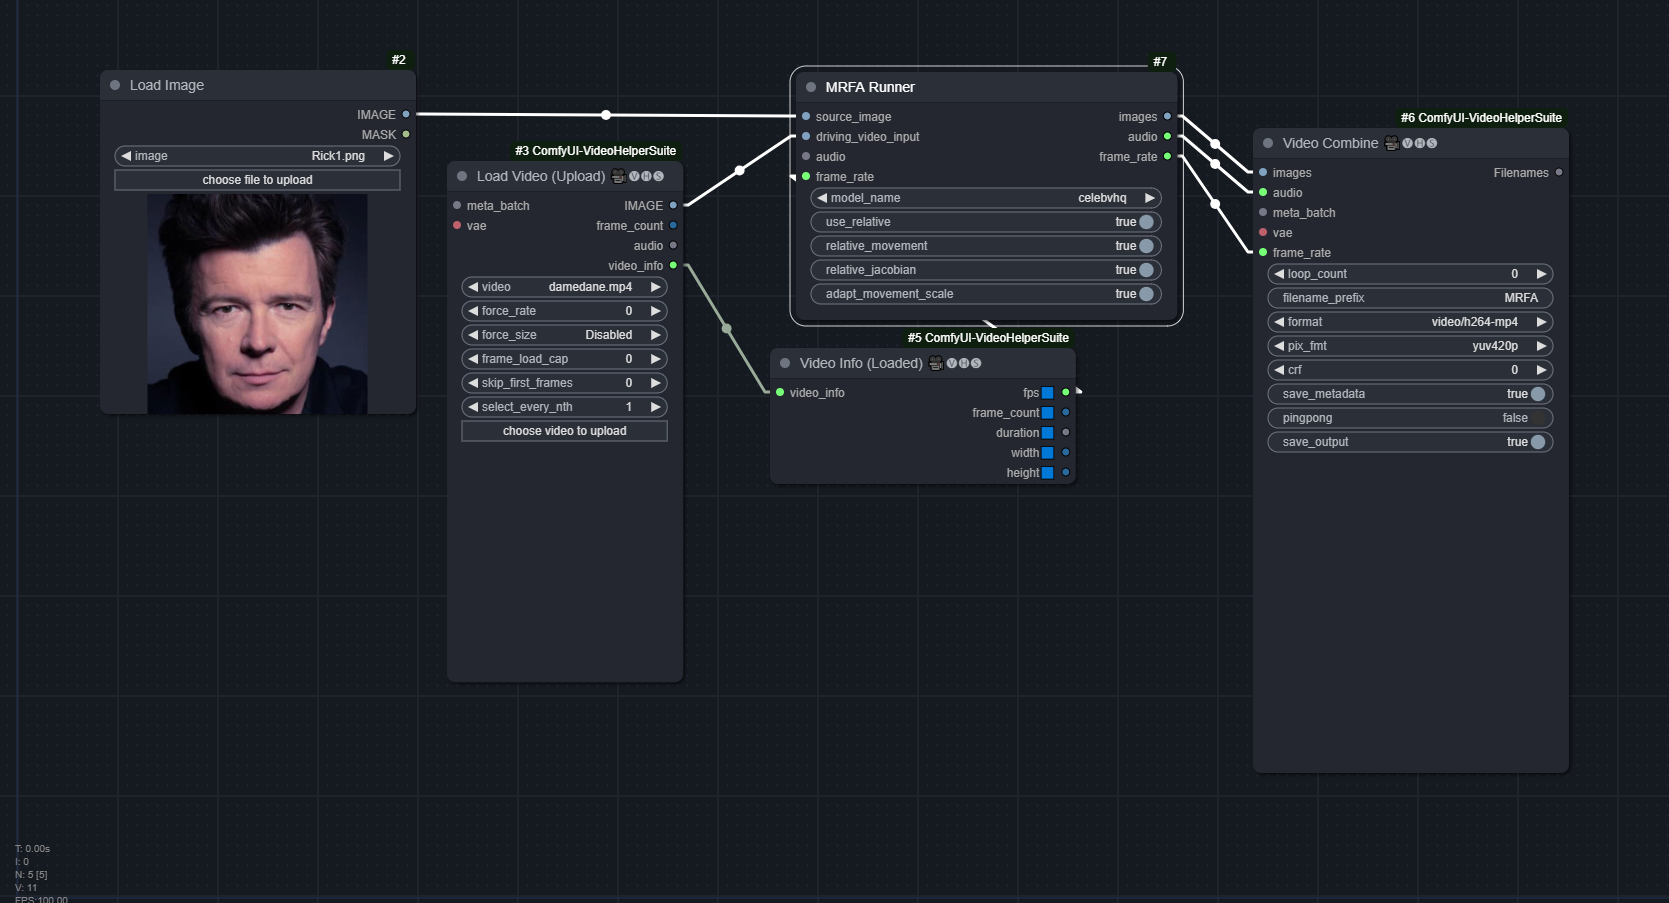 #2
Load Image
IMAGE
MASK
image Rick1.png
choose file to upload
#3 ComfyUI-VideoHelperSuite
Load Video (Upload) 🎥🅥🅗🅢
meta_batch IMAGE
vae frame_count
audio
video_info
video damedane.mp4
force_rate 0
force_size Disabled
frame_load_cap 0
skip_first_frames 0
select_every_nth 1
choose video to upload
#7
MRFA Runner
source_image images
driving_video_input audio
audio frame_rate
frame_rate
model_name celebvhq
use_relative true
relative_movement true
relative_jacobian true
adapt_movement_scale true
#5 ComfyUI-VideoHelperSuite
Video Info (Loaded) 🎥🅥🅗🅢
video_info fps🟦
frame_count🟦
duration🟦
width🟦
height🟦
#6 ComfyUI-VideoHelperSuite
Video Combine 🎥🅥🅗🅢
images Filenames
audio
meta_batch
vae
frame_rate
loop_count 0
filename_prefix MRFA
format video/h264-mp4
pix_fmt yuv420p
crf 0
save_metadata true
pingpong false
save_output true
T: 0.00s
I: 0
N: 5 [5]
V: 11
FPS:100.00